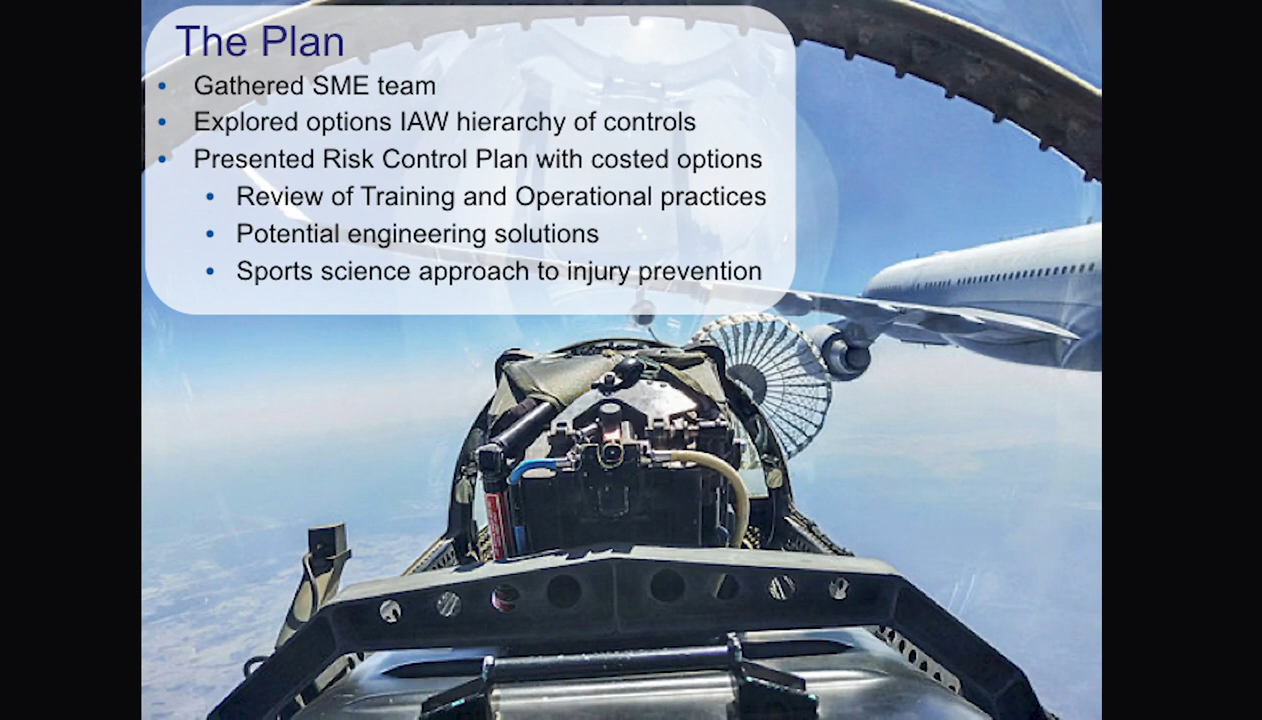 The Plan
• Gathered SME team
• Explored options IAW hierarchy of controls
• Presented Risk Control Plan with costed options
• Review of Training and Operational practices
• Potential engineering solutions
• Sports science approach to injury prevention